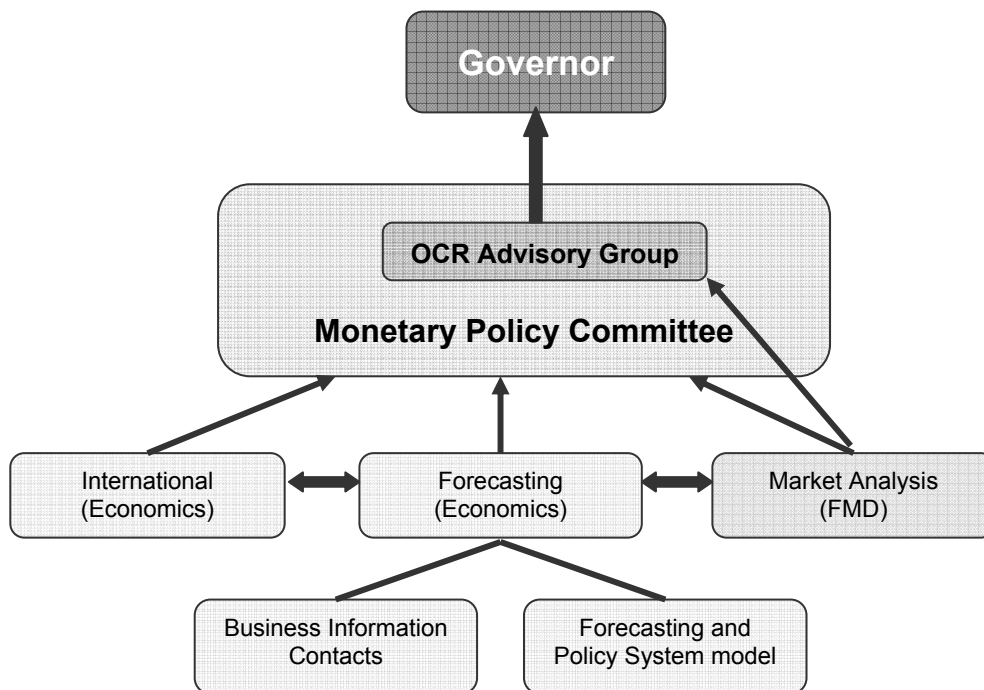 Governor
OCR Advisory Group
Monetary Policy Committee
International
(Economics)
Forecasting
(Economics)
Market Analysis
(FMD)
Business Information
Contacts
Forecasting and
Policy System model